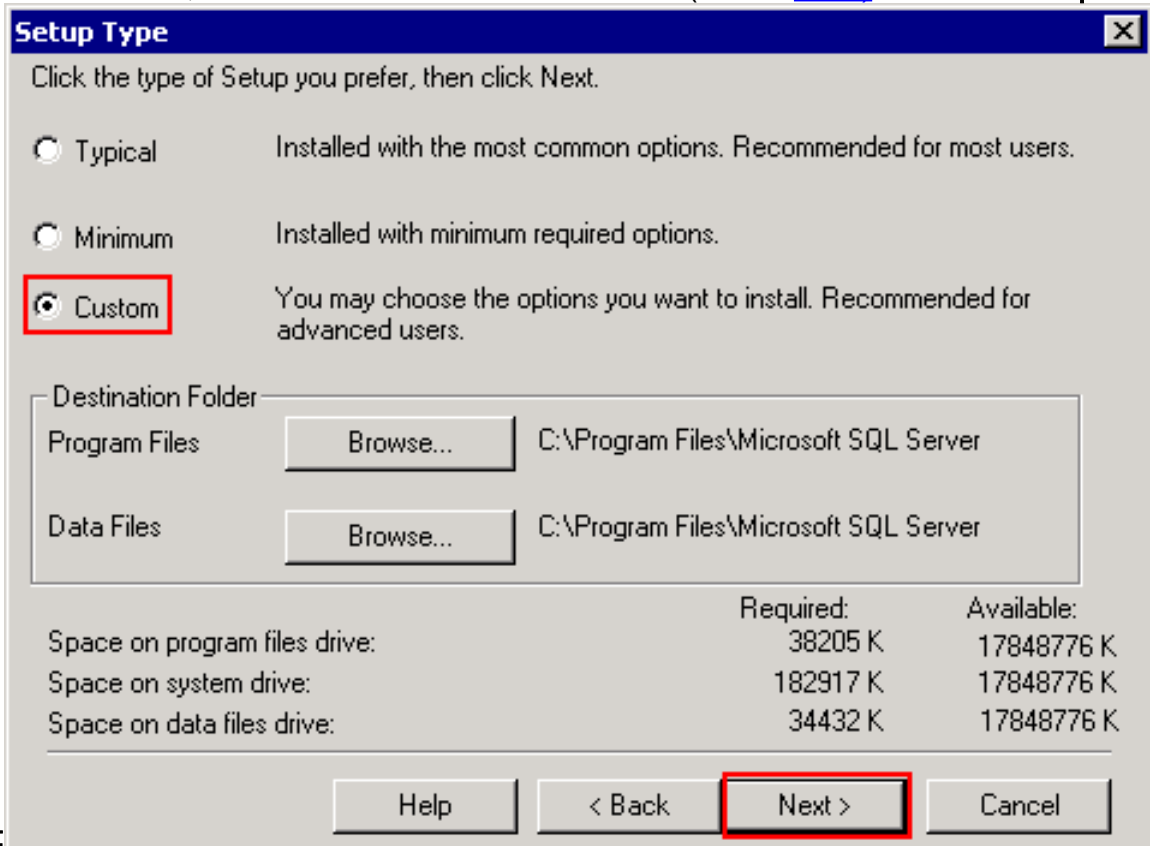 Setup Type
Click the type of Setup you prefer, then click Next.
Typical Installed with the most common options. Recommended for most users.
Minimum Installed with minimum required options.
Custom You may choose the options you want to install. Recommended for
advanced users.
Destination Folder
Program Files Browse... C:\Program Files\Microsoft SQL Server
Data Files Browse... C:\Program Files\Microsoft SQL Server
Required: Available:
Space on program files drive: 38205 K 17848776 K
Space on system drive: 182917 K 17848776 K
Space on data files drive: 34432 K 17848776 K
Help < Back Next > Cancel